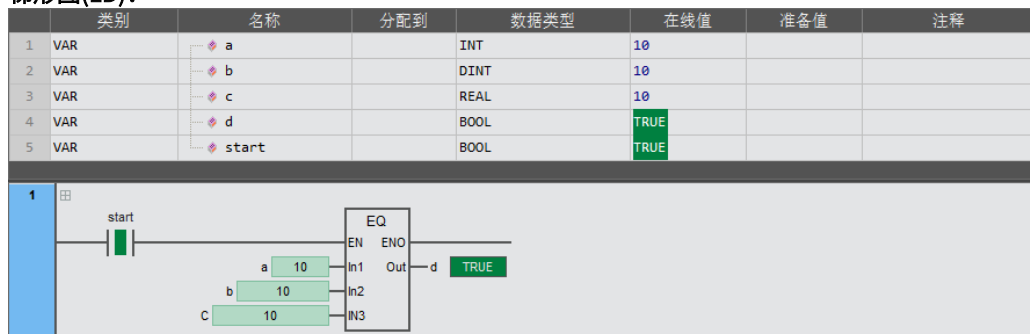 类别 名称 分配到 数据类型 在线值 准备值 注释
1 VAR a INT 10
2 VAR b DINT 10
3 VAR c REAL 10
4 VAR d BOOL TRUE
5 VAR start BOOL TRUE
1
start
EQ
EN ENO
a 10 In1 Out d TRUE
b 10 In2
C 10 IN3